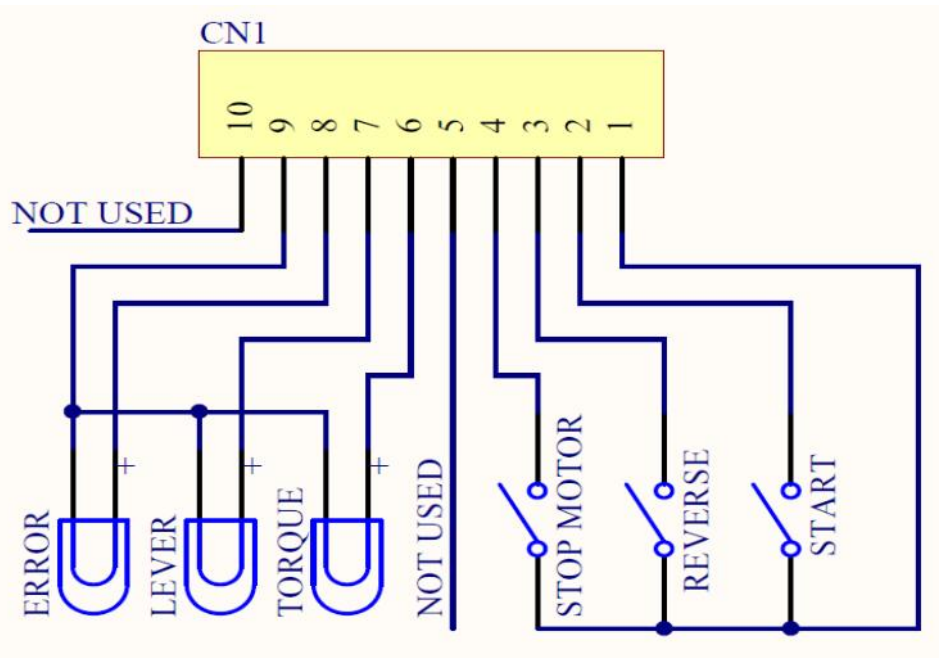 CN1
10 9 8 7 6 5 4 3 2 1
NOT USED
+ + +
ERROR
LEVER
TORQUE
NOT USED
STOP MOTOR
REVERSE
START